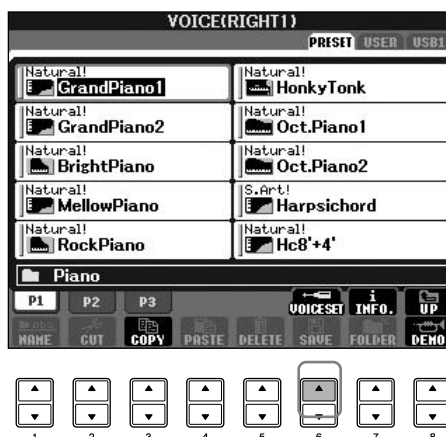 VOICE(RIGHT1)
PRESET USER USB1
Natural!
GrandPiano1
Natural!
HonkyTonk
Natural!
GrandPiano2
Natural!
Oct.Piano1
Natural!
BrightPiano
Natural!
Oct.Piano2
Natural!
MellowPiano
S.Art!
Harpsichord
Natural!
RockPiano
Natural!
Hc8'+4'
Piano
P1 P2 P3 VOICESET INFO. UP
NAME CUT COPY PASTE DELETE SAVE FOLDER DEMO
1 2 3 4 5 6 7 8